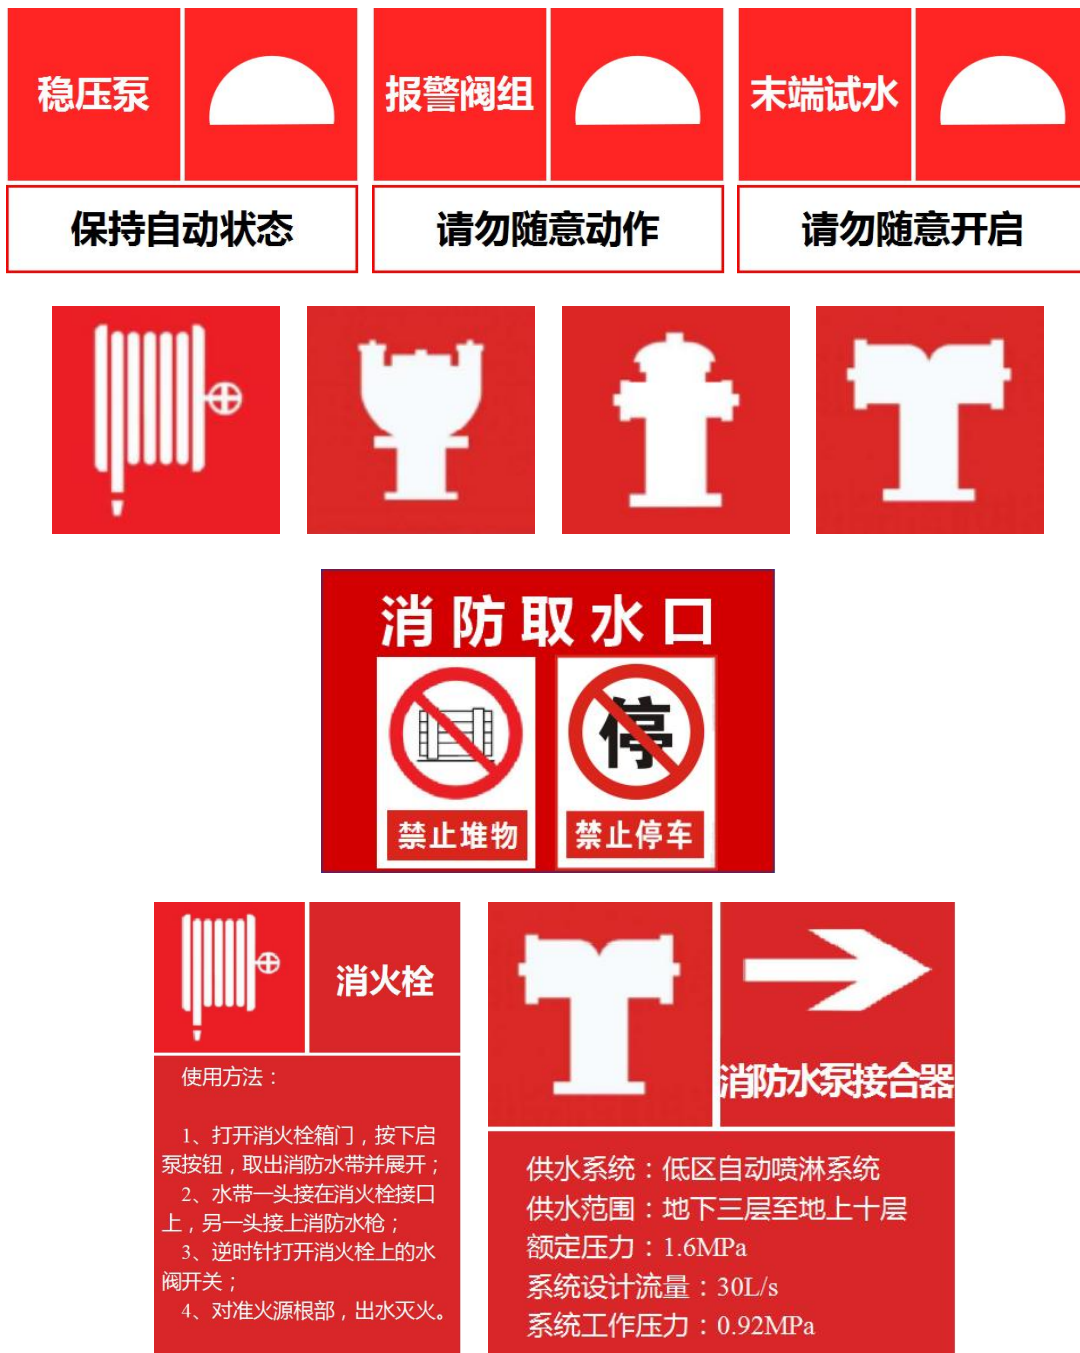 稳压泵
报警阀组
末端试水
保持自动状态
请勿随意动作
请勿随意开启
消防取水口
停
禁止堆物
禁止停车
消火栓
使用方法：
1、打开消火栓箱门，按下启
泵按钮，取出消防水带并展开；
2、水带一头接在消火栓接口
上，另一头接上消防水枪；
3、逆时针打开消火栓上的水
阀开关；
4、对准火源根部，出水灭火。
消防水泵接合器
供水系统：低区自动喷淋系统
供水范围：地下三层至地上十层
额定压力：1.6MPa
系统设计流量：30L/s
系统工作压力：0.92MPa